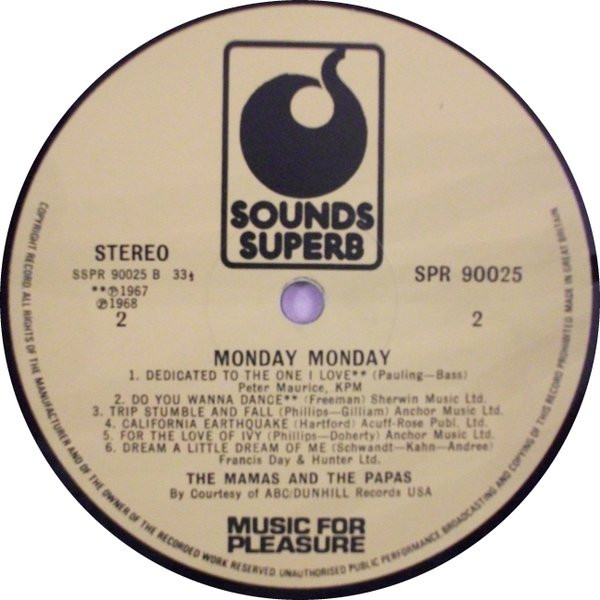 SOUNDS
SUPERB
STEREO
SSPR 90025 B 33⅓
**℗1967
℗1968
2
SPR 90025
2
MONDAY MONDAY
1. DEDICATED TO THE ONE I LOVE** (Pauling—Bass)
Peter Maurice, KPM
2. DO YOU WANNA DANCE** (Freeman) Sherwin Music Ltd.
3. TRIP STUMBLE AND FALL (Phillips—Gilliam) Anchor Music Ltd.
4. CALIFORNIA EARTHQUAKE (Hartford) Acuff-Rose Publ. Ltd.
5. FOR THE LOVE OF IVY (Phillips—Doherty) Anchor Music Ltd.
6. DREAM A LITTLE DREAM OF ME (Schwandt—Kahn—Andree)
Francis Day & Hunter Ltd.
THE MAMAS AND THE PAPAS
By Courtesy of ABC/DUNHILL Records USA
MUSIC FOR
PLEASURE
COPYRIGHT RECORD ALL RIGHTS OF THE MANUFACTURER AND OF THE OWNER OF THE RECORDED WORK RESERVED UNAUTHORISED PUBLIC PERFORMANCE, BROADCASTING AND COPYING OF THIS RECORD PROHIBITED. MADE IN GREAT BRITAIN